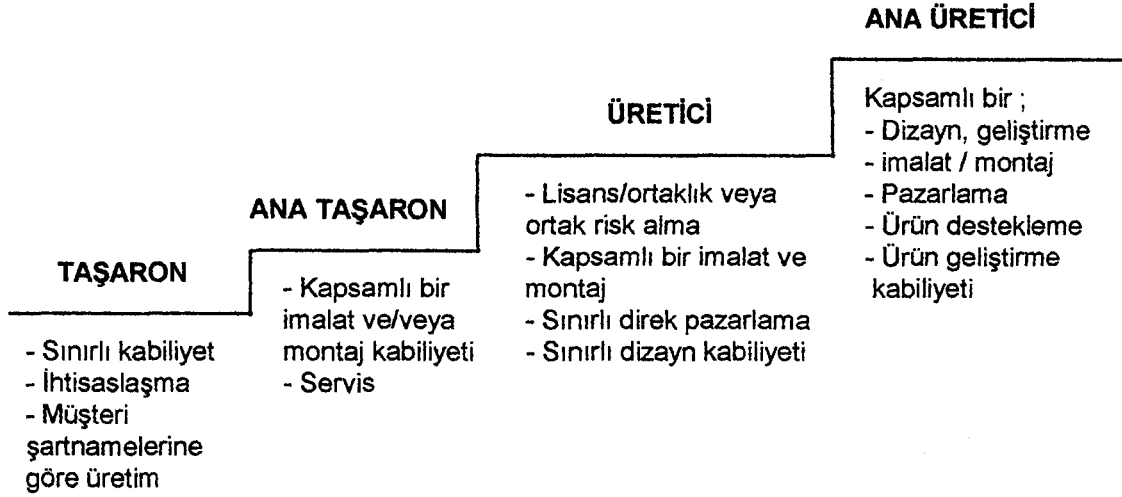 TAŞARON
- Sınırlı kabiliyet
- İhtisaslaşma
- Müşteri
şartnamelerine
göre üretim
ANA TAŞARON
- Kapsamlı bir
imalat ve/veya
montaj kabiliyeti
- Servis
ÜRETİCİ
- Lisans/ortaklık veya
ortak risk alma
- Kapsamlı bir imalat ve
montaj
- Sınırlı direk pazarlama
- Sınırlı dizayn kabiliyeti
ANA ÜRETİCİ
Kapsamlı bir ;
- Dizayn, geliştirme
- imalat / montaj
- Pazarlama
- Ürün destekleme
- Ürün geliştirme
kabiliyeti